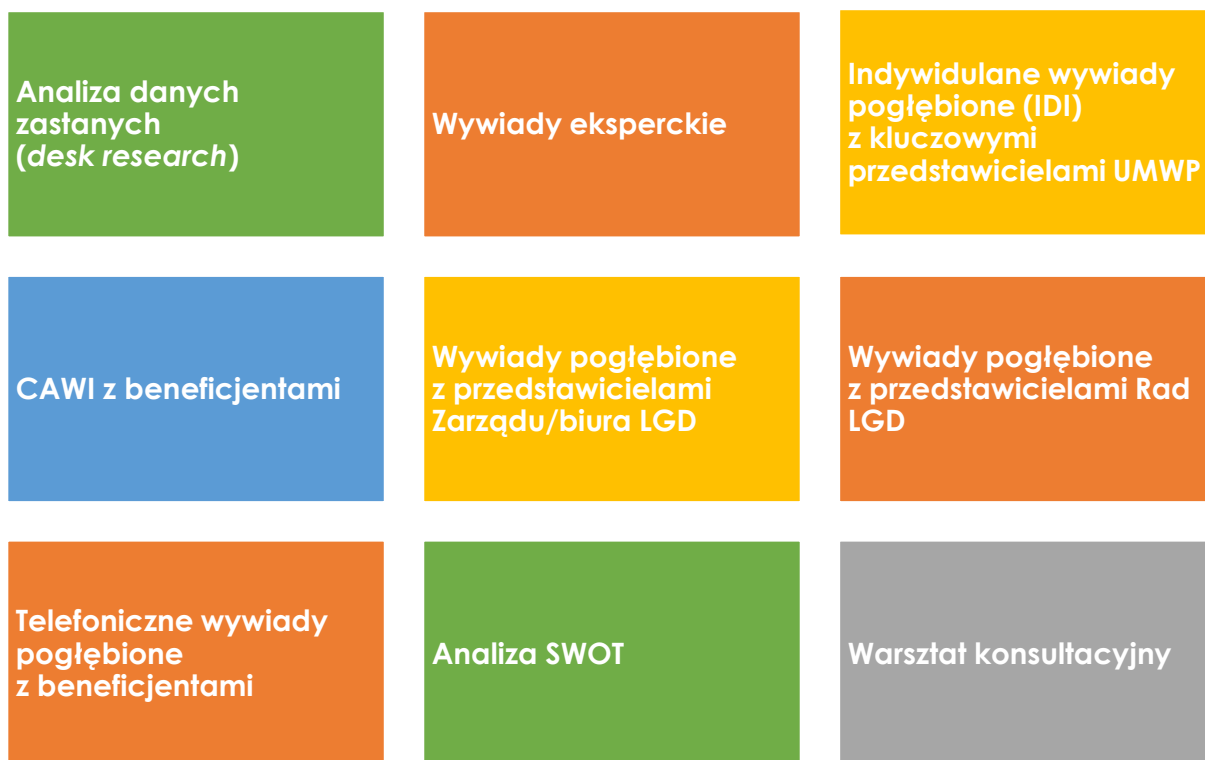 Analiza danych
zastanych
(desk research)
Wywiady eksperckie
Indywidulane wywiady
pogłębione (IDI)
z kluczowymi
przedstawicielami UMWP
CAWI z beneficjentami
Wywiady pogłębione
z przedstawicielami
Zarządu/biura LGD
Wywiady pogłębione
z przedstawicielami Rad
LGD
Telefoniczne wywiady
pogłębione
z beneficjentami
Analiza SWOT
Warsztat konsultacyjny